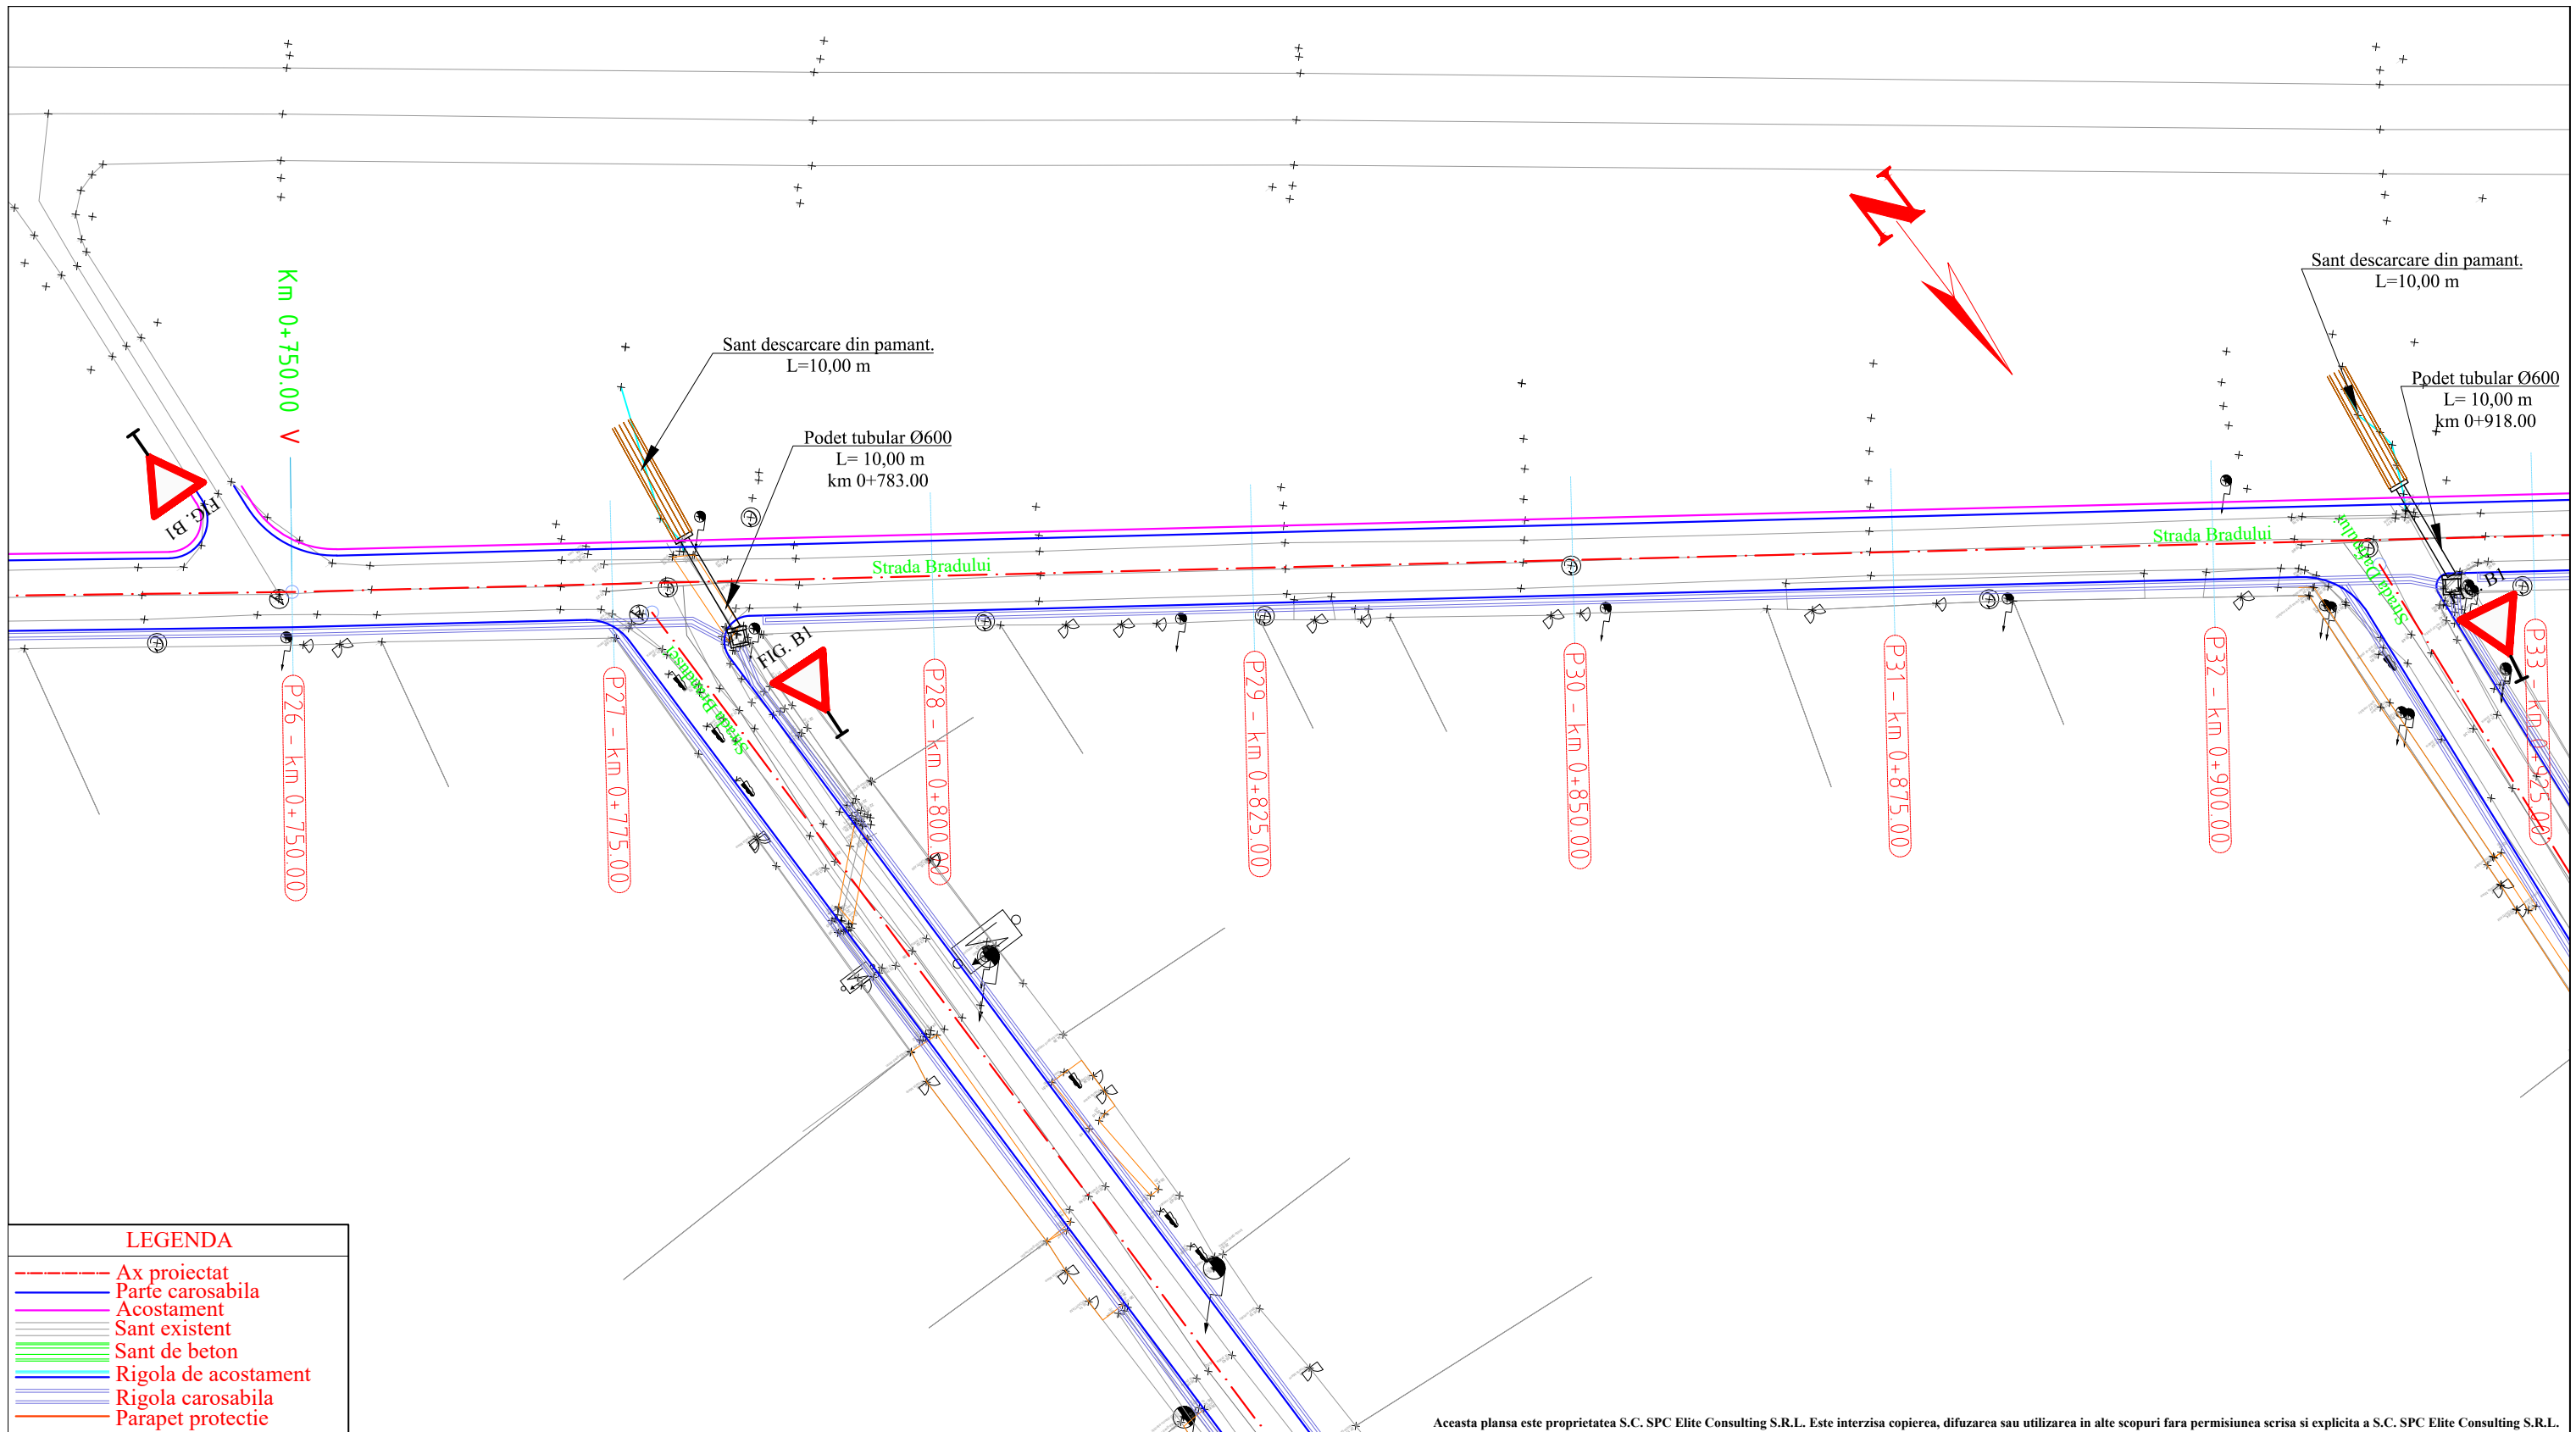 Km 0+750.00 V
N
Sant descarcare din pamant.
L=10,00 m
Podet tubular Ø600
L= 10,00 m
km 0+783.00
Sant descarcare din pamant.
L=10,00 m
Podet tubular Ø600
L= 10,00 m
km 0+918.00
FIG. B1
Strada Bradului
Strada Bradului
FIG. B1
B1
P26 - km 0+750.00
P27 - km 0+775.00
P28 - km 0+800.00
P29 - km 0+825.00
P30 - km 0+850.00
P31 - km 0+875.00
P32 - km 0+900.00
P33 - km 0+925.00
LEGENDA
Ax proiectat
Parte carosabila
Acostament
Sant existent
Sant de beton
Rigola de acostament
Rigola carosabila
Parapet protectie
Aceasta plansa este proprietatea S.C. SPC Elite Consulting S.R.L. Este interzisa copierea, difuzarea sau utilizarea in alte scopuri fara permisiunea scrisa si explicita a S.C. SPC Elite Consulting S.R.L.